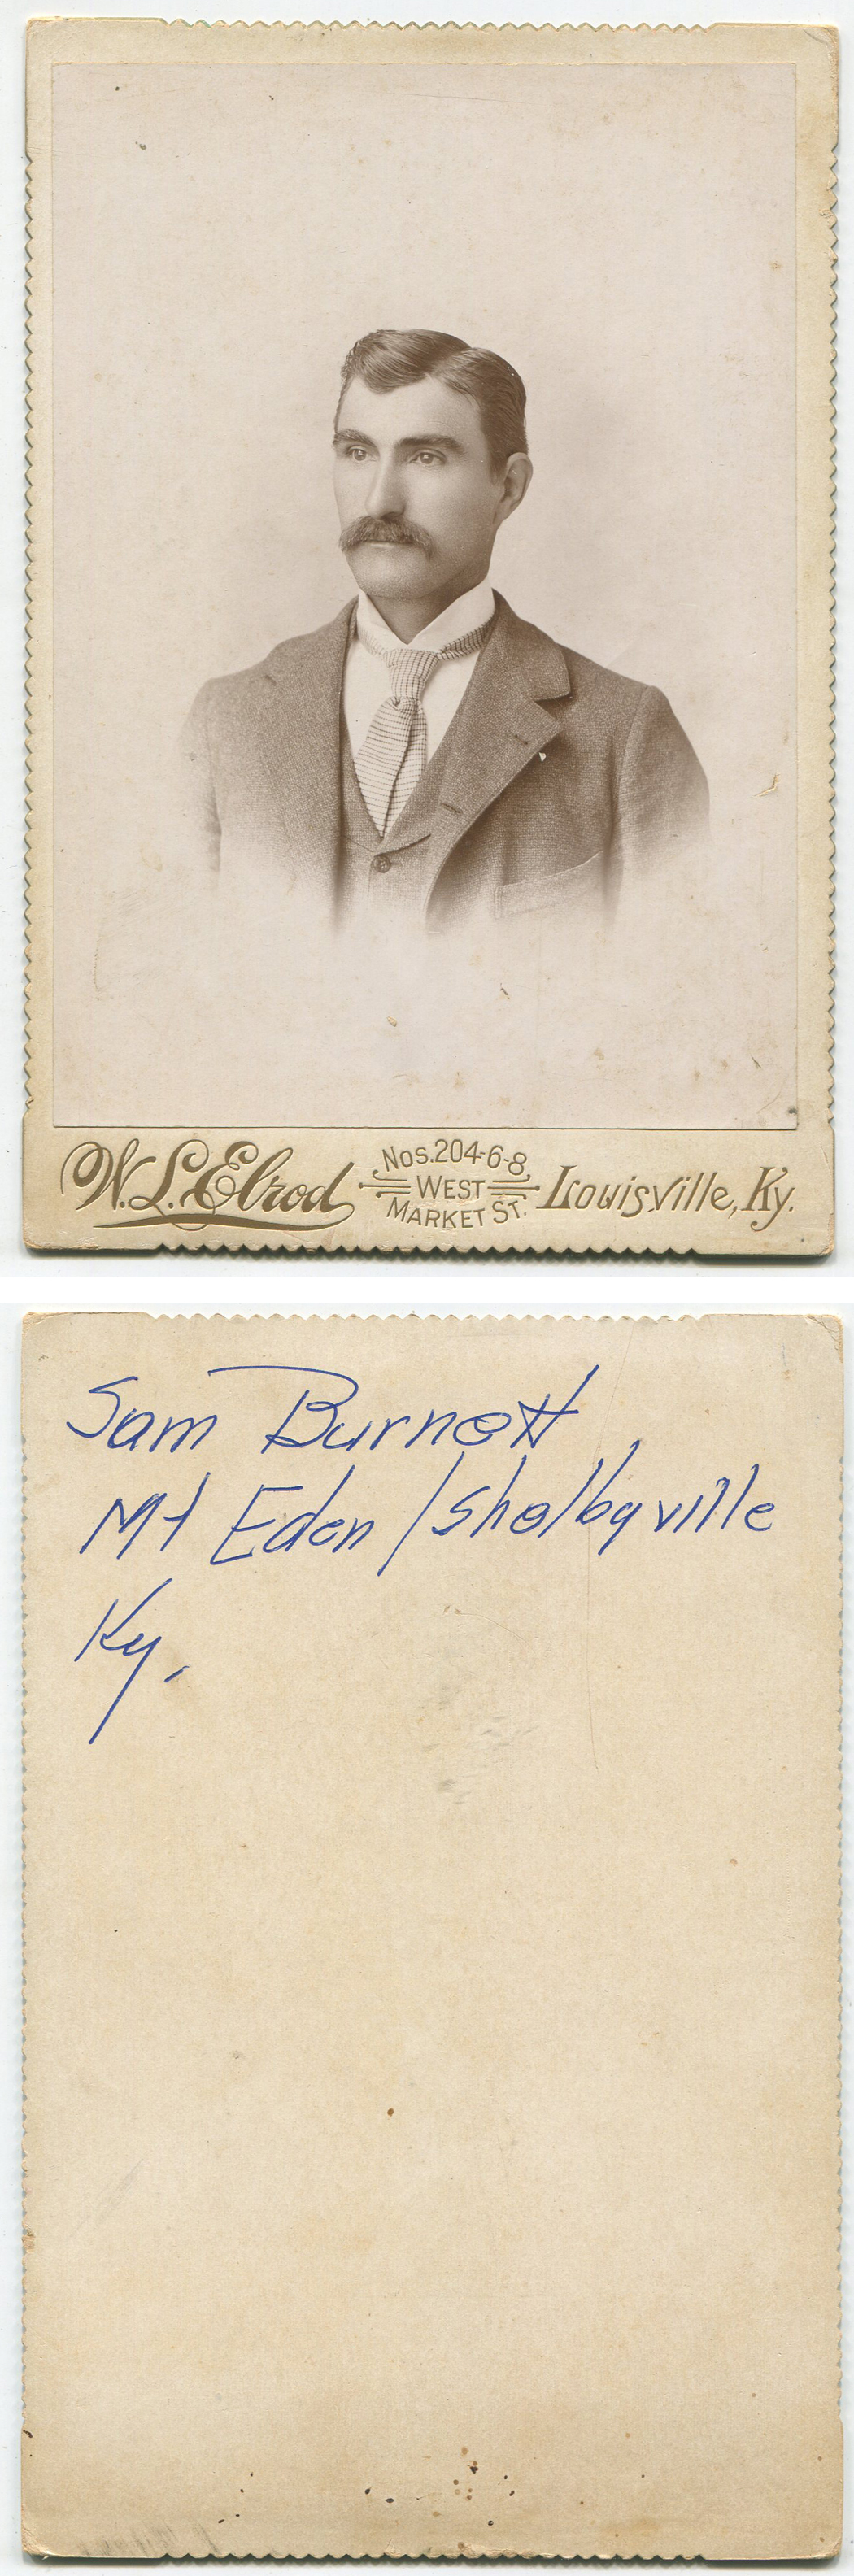 W. L. Elrod Nos. 204-6-8 WEST MARKET ST. Louisville, Ky.
Sam Burnett
Mt Eden / Shelbyville
Ky.